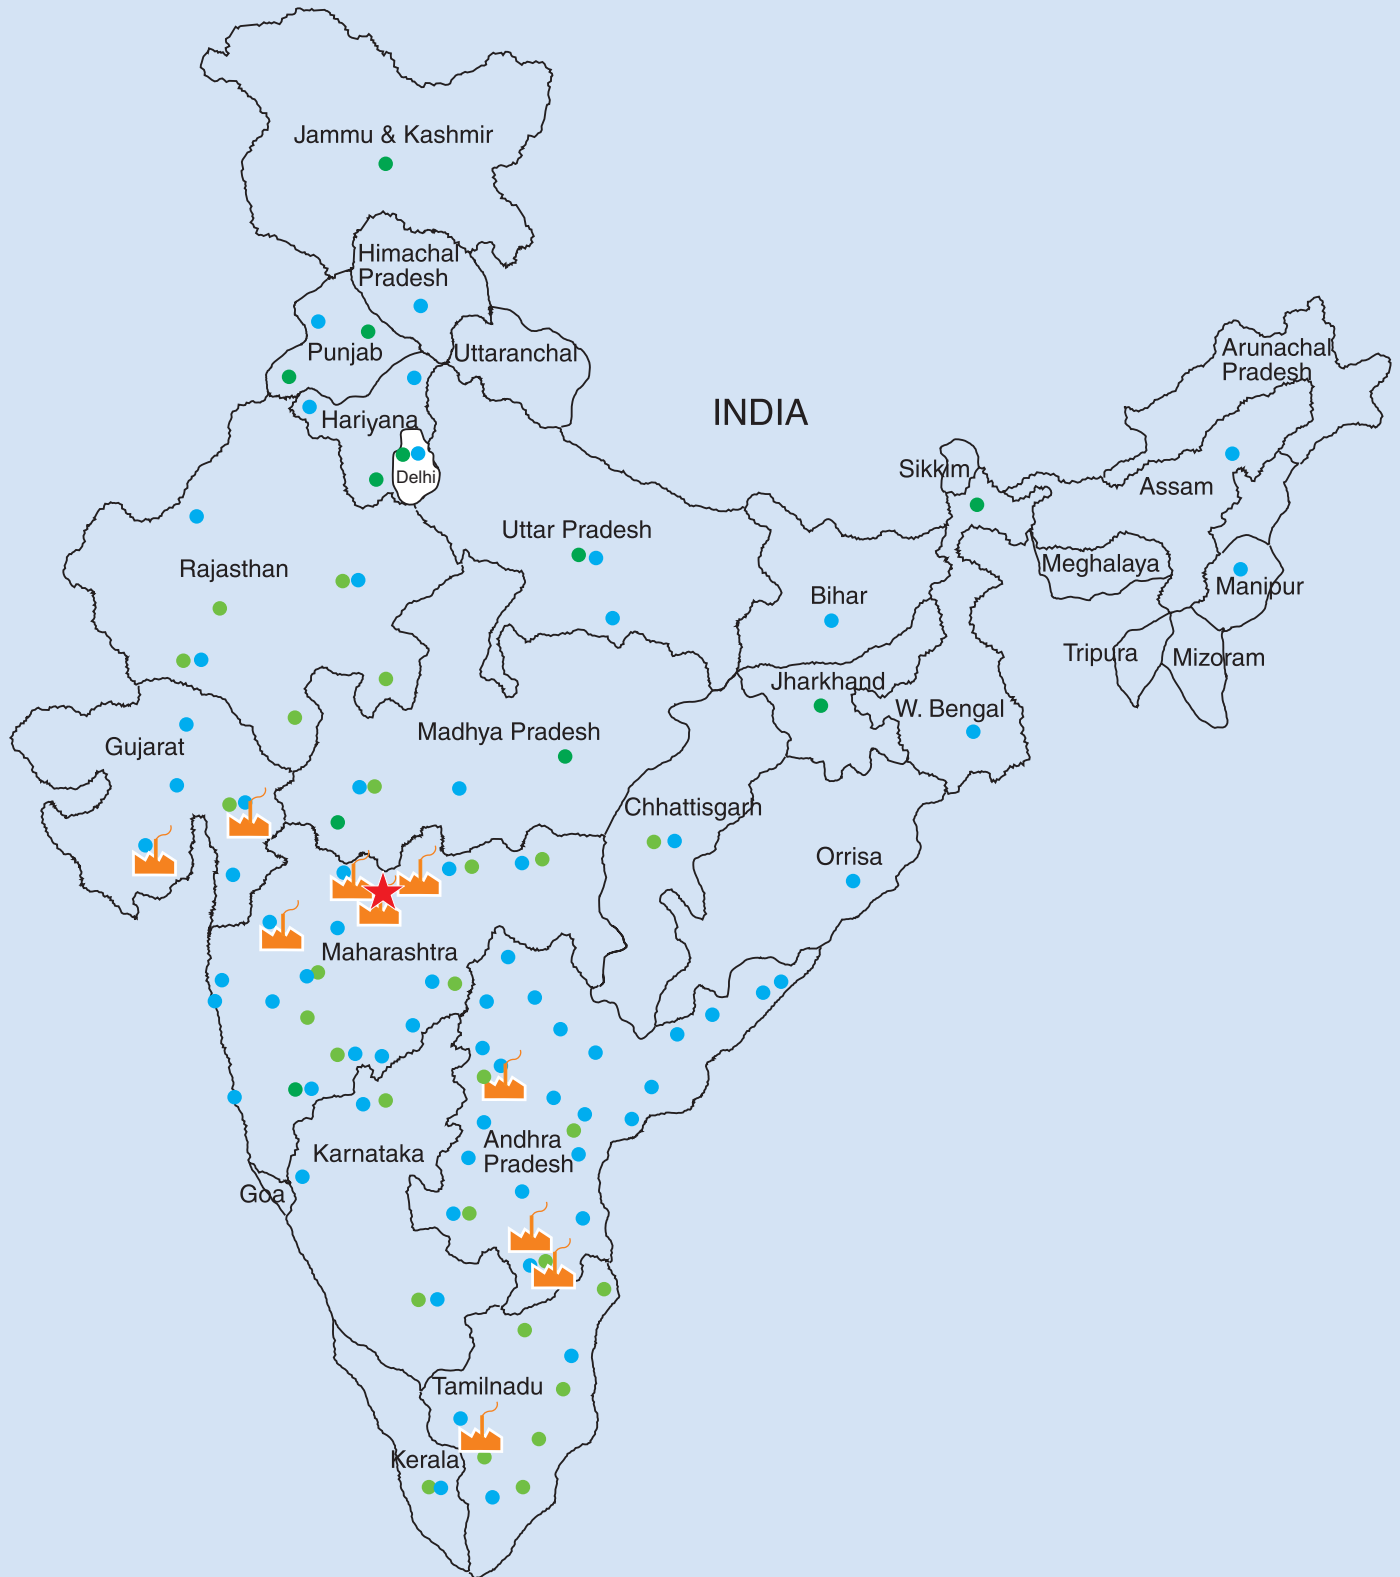 Jammu & Kashmir
Himachal
Pradesh
Punjab
Uttaranchal
Hariyana
Delhi
INDIA
Arunachal
Pradesh
Sikkim
Assam
Rajasthan
Uttar Pradesh
Meghalaya
Manipur
Bihar
Tripura
Mizoram
Jharkhand
W. Bengal
Gujarat
Madhya Pradesh
Chhattisgarh
Orrisa
Maharashtra
Karnataka
Andhra
Pradesh
Goa
Tamilnadu
Kerala